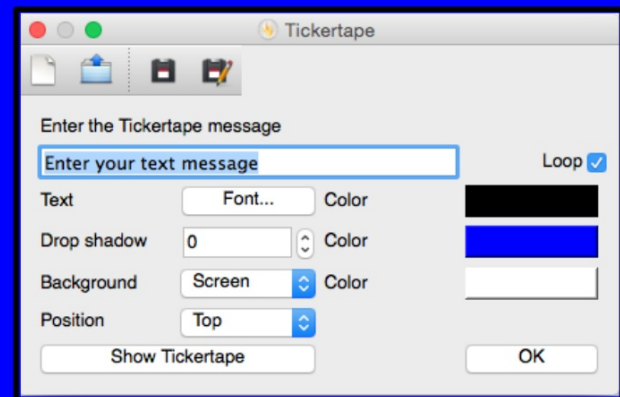 Tickertape
Enter the Tickertape message
Enter your text message Loop
Text Font... Color
Drop shadow 0 Color
Background Screen Color
Position Top
Show Tickertape OK